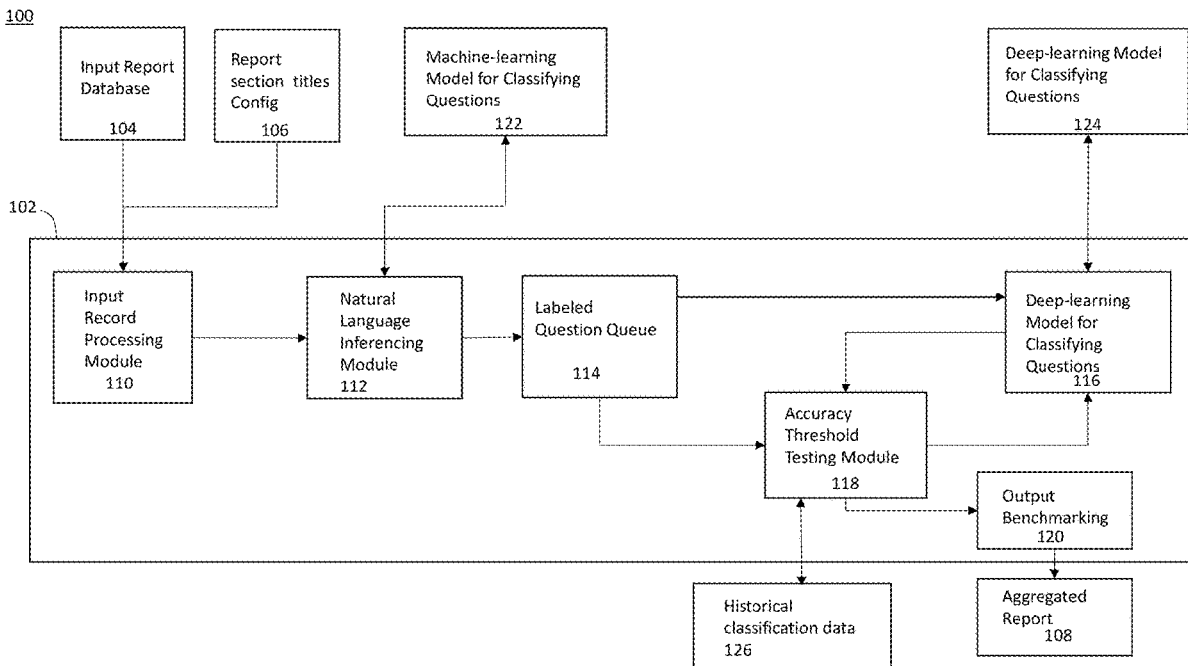 100
Input Report
Database
104
Report
section titles
Config
106
Machine-learning
Model for Classifying
Questions
122
Deep-learning Model
for Classifying
Questions
124
102
Input
Record
Processing
Module
110
Natural
Language
Inferencing
Module
112
Labeled
Question Queue
114
Deep-learning
Model for
Classifying
Questions
116
Accuracy
Threshold
Testing Module
118
Output
Benchmarking
120
Historical
classification data
126
Aggregated
Report
108